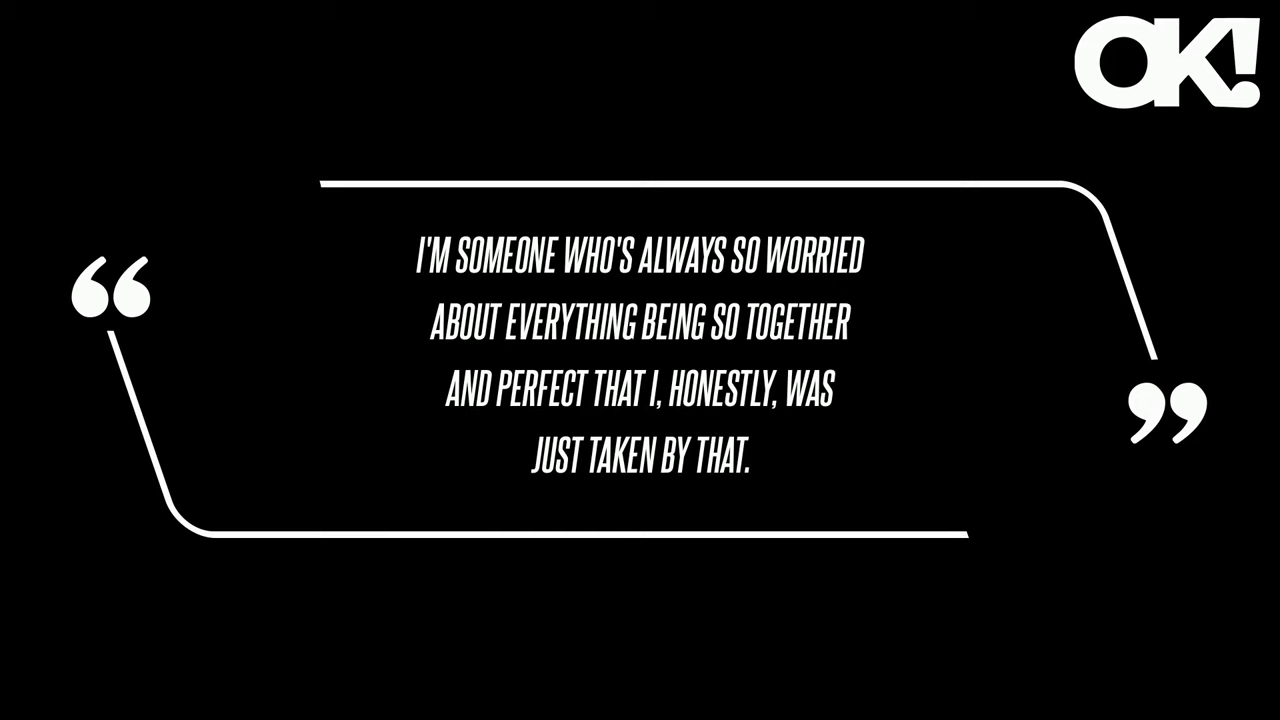 OK!
“
I'M SOMEONE WHO'S ALWAYS SO WORRIED
ABOUT EVERYTHING BEING SO TOGETHER
AND PERFECT THAT I, HONESTLY, WAS
JUST TAKEN BY THAT.
”